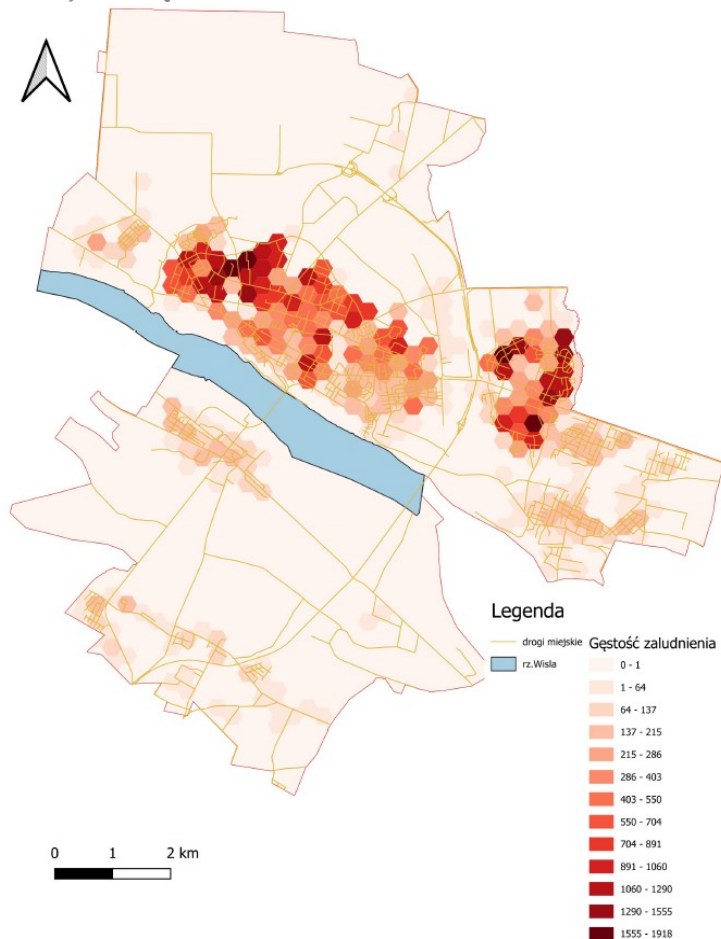 Legenda
drogi miejskie
rz.Wisla
Gęstość zaludnienia
0 - 1
1 - 64
64 - 137
137 - 215
215 - 286
286 - 403
403 - 550
550 - 704
704 - 891
891 - 1060
1060 - 1290
1290 - 1555
1555 - 1918
0 1 2 km